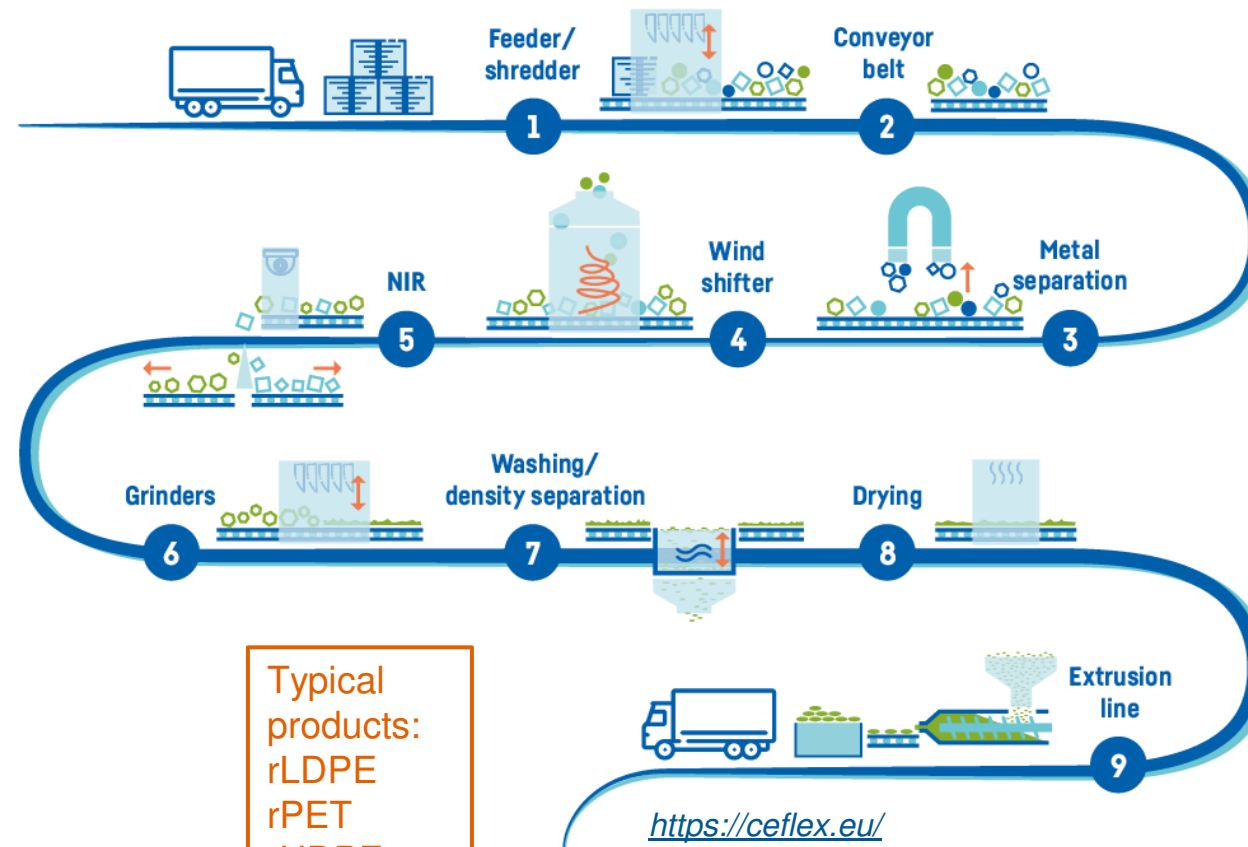 Feeder/
shredder
1
Conveyor
belt
2
Metal
separation
3
Wind
shifter
4
NIR
5
Grinders
6
Washing/
density separation
7
Drying
8
Extrusion
line
9
Typical
products:
rLDPE
rPET
https://ceflex.eu/